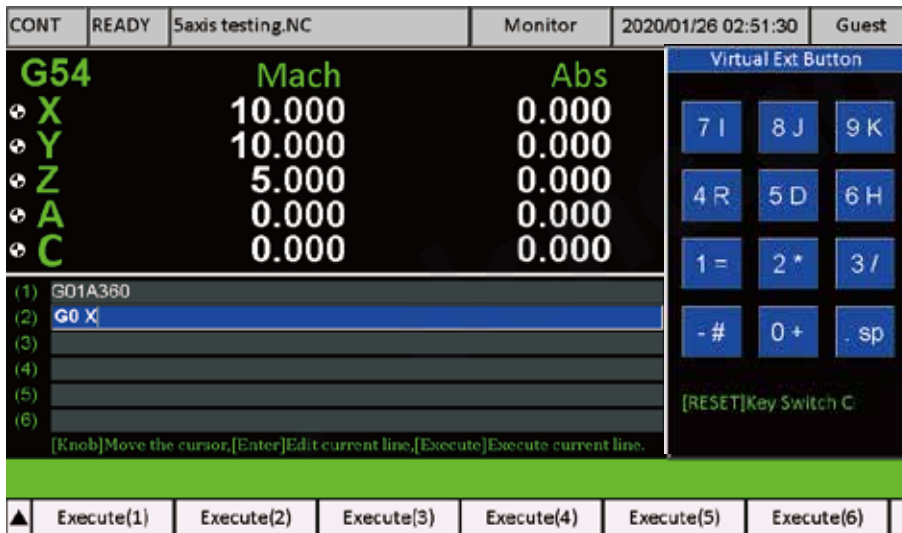 CONT READY 5axis testing.NC Monitor 2020/01/26 02:51:30 Guest
G54 Mach Abs
X 10.000 0.000
Y 10.000 0.000
Z 5.000 0.000
A 0.000 0.000
C 0.000 0.000
Virtual Ext Button
7 I 8 J 9 K
4 R 5 D 6 H
1 = 2 * 3 /
- # 0 + . sp
[RESET]Key Switch C
(1) G01A360
(2) G0 X
(3)
(4)
(5)
(6)
[Knob]Move the cursor,[Enter]Edit current line,[Execute]Execute current line.
Execute(1) Execute(2) Execute(3) Execute(4) Execute(5) Execute(6)